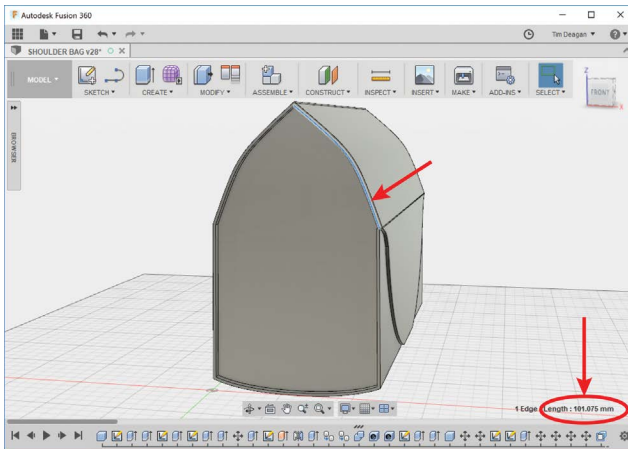 Autodesk Fusion 360
Tim Deagan
SHOULDER BAG v28*
MODEL
SKETCH
CREATE
MODIFY
ASSEMBLE
CONSTRUCT
INSPECT
INSERT
MAKE
ADD-INS
SELECT
Z
FRONT
X
BROWSER
1 Edge | Length : 101.075 mm